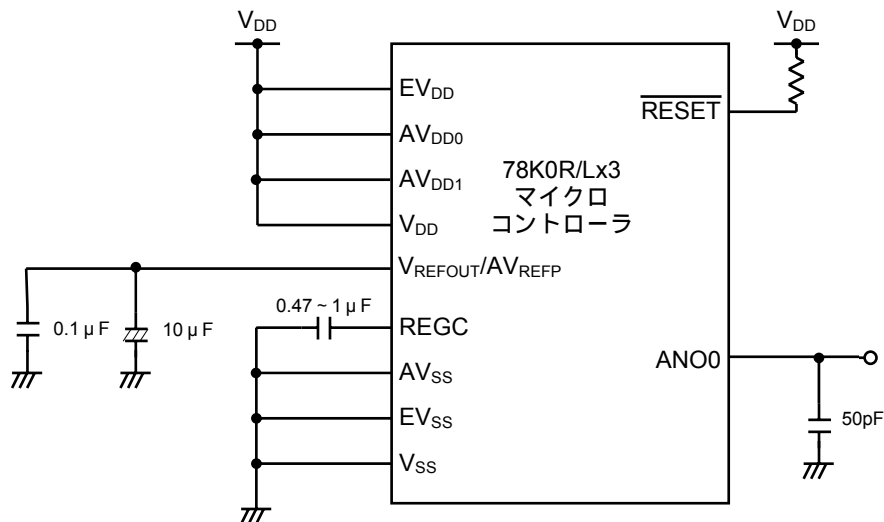 VDD
VDD
EVDD
RESET
AVDD0
AVDD1
78K0R/Lx3
マイクロ
コントローラ
VDD
VREFOUT/AVREFP
0.1 μ F
10 μ F
0.47 ~ 1 μ F
REGC
ANO0
AVSS
EVSS
50pF
VSS